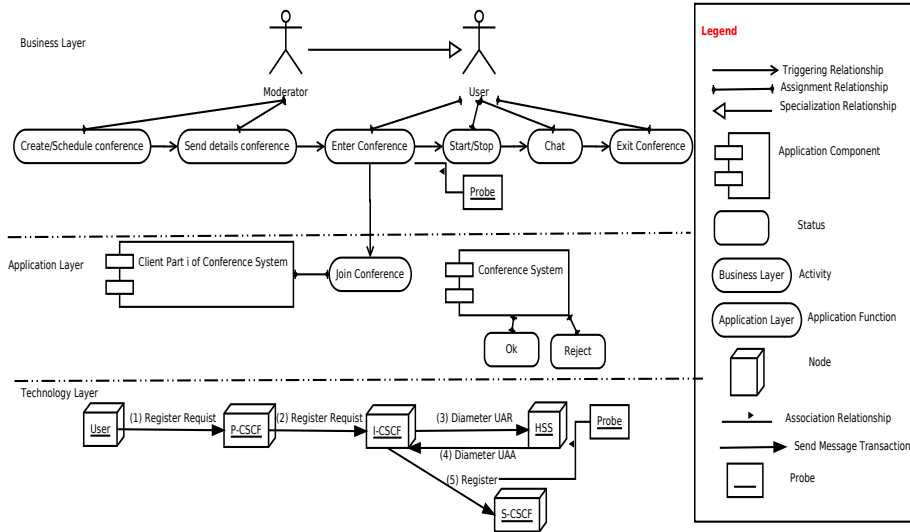 Business Layer
Moderator
User
Create/Schedule conference
Send details conference
Enter Conference
Start/Stop
Chat
Exit Conference
Probe
Application Layer
Client Part i of Conference System
Join Conference
Conference System
Ok
Reject
Technology Layer
User
(1) Register Requist
P-CSCF
(2) Register Requist
I-CSCF
(3) Diameter UAR
HSS
(4) Diameter UAA
Probe
(5) Register
S-CSCF
Legend
Triggering Relationship
Assignment Relationship
Specialization Relationship
Application Component
Status
Business Layer
Activity
Application Layer
Application Function
Node
Association Relationship
Send Message Transaction
Probe